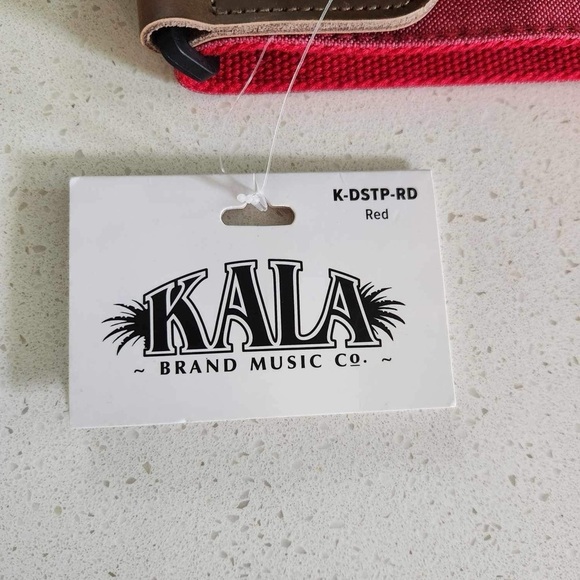 K-DSTP-RD
Red
KALA
~ BRAND MUSIC Co. ~